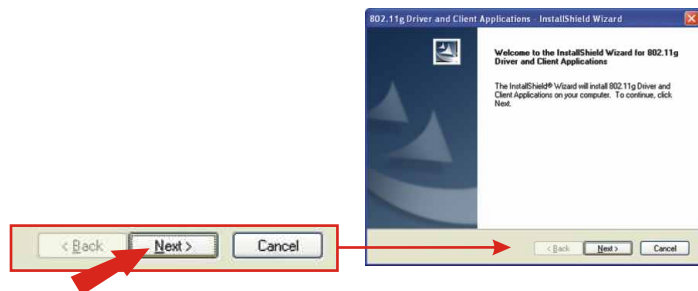 802.11g Driver and Client Applications - InstallShield Wizard
Welcome to the InstallShield Wizard for 802.11g
Driver and Client Applications
The InstallShield® Wizard will install 802.11g Driver and
Client Applications on your computer. To continue, click
Next.
< Back Next > Cancel
< Back Next > Cancel